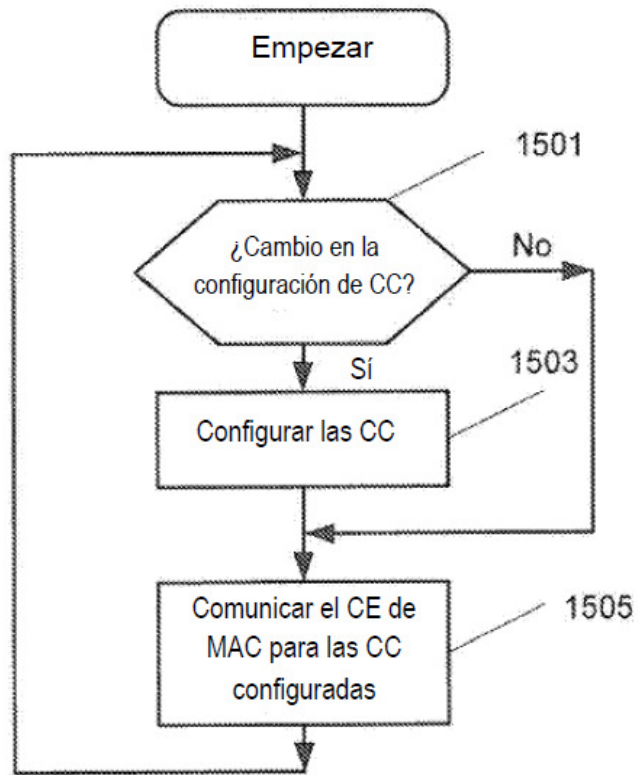 Empezar
1501
¿Cambio en la
configuración de CC?
No
Sí
1503
Configurar las CC
Comunicar el CE de
MAC para las CC
configuradas
1505